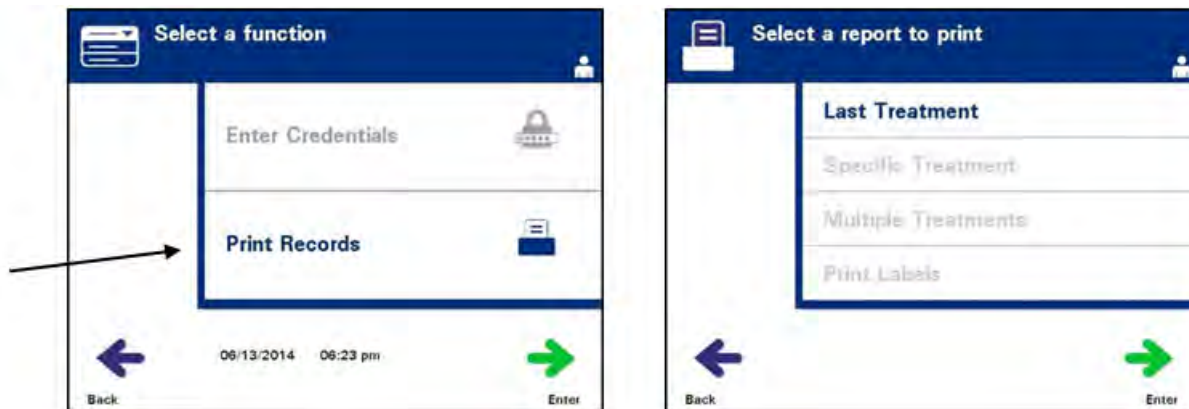 Select a function
Enter Credentials
Print Records
06/13/2014 06:23 pm
Back
Enter
Select a report to print
Last Treatment
Specific Treatment
Multiple Treatments
Print Labels
Back
Enter